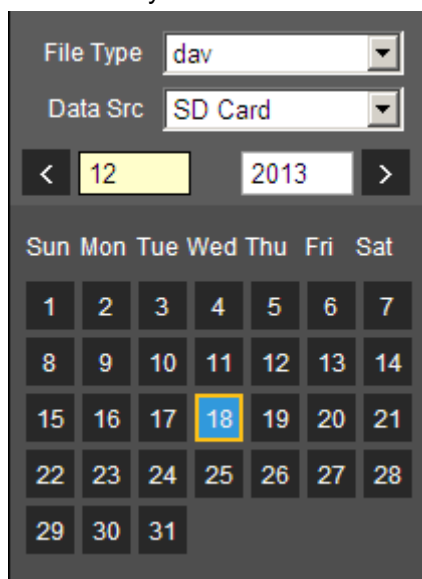 File Type dav
Data Src SD Card
< 12 2013 >
Sun Mon Tue Wed Thu Fri Sat
1 2 3 4 5 6 7
8 9 10 11 12 13 14
15 16 17 18 19 20 21
22 23 24 25 26 27 28
29 30 31